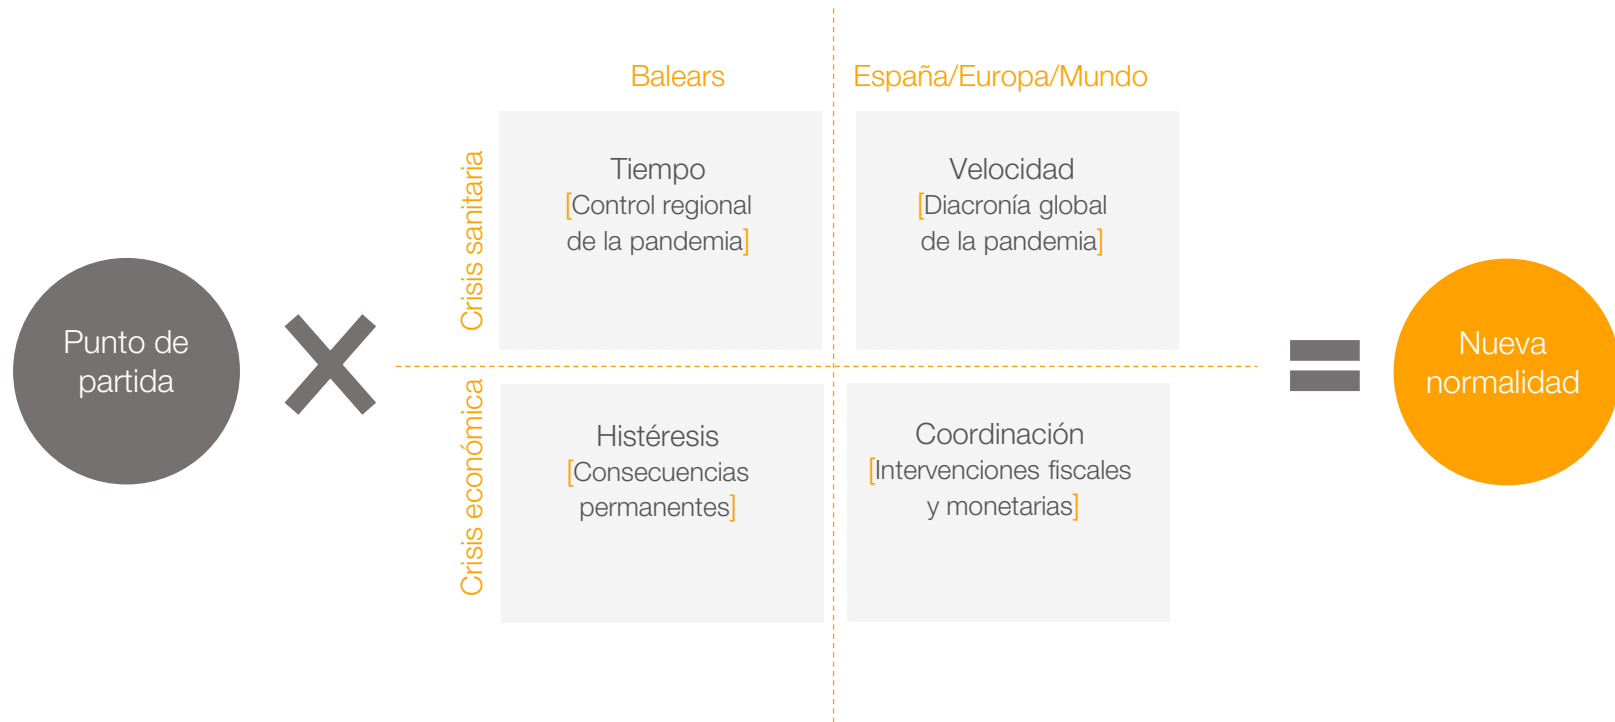 Balears
España/Europa/Mundo
Crisis sanitaria
Tiempo
[Control regional
de la pandemia]
Velocidad
[Diacronía global
de la pandemia]
Punto de
partida
Nueva
normalidad
Crisis económica
Histéresis
[Consecuencias
permanentes]
Coordinación
[Intervenciones fiscales
y monetarias]